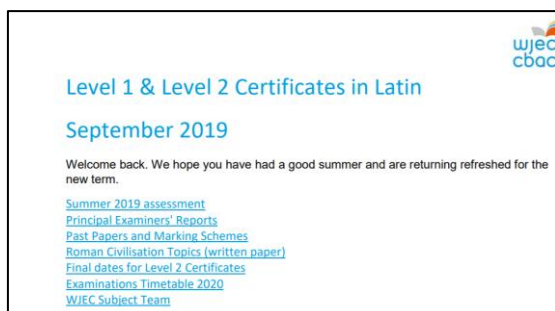 wjec
cbac
Level 1 & Level 2 Certificates in Latin
September 2019
Welcome back. We hope you have had a good summer and are returning refreshed for the
new term.
Summer 2019 assessment
Principal Examiners' Reports
Past Papers and Marking Schemes
Roman Civilisation Topics (written paper)
Final dates for Level 2 Certificates
Examinations Timetable 2020
WJEC Subject Team